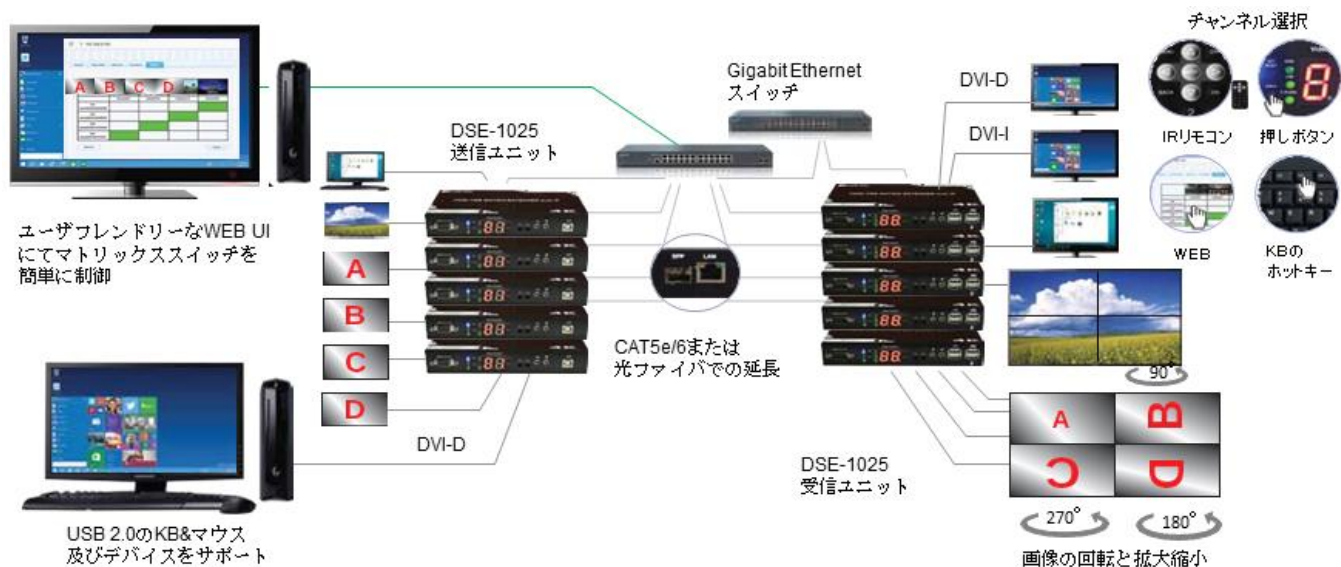 A B C D
ユーザフレンドリーなWEB UI
にてマトリックススイッチを
簡単に制御
USB 2.0のKB&マウス
及びデバイスをサポート
DSE-1025
送信ユニット
A
B
C
D
DVI-D
Gigabit Ethernet
スイッチ
SFP LAN
CAT5e/6または
光ファイバでの延長
DSE-1025
受信ユニット
DVI-D
DVI-I
チャンネル選択
IRリモコン
押しボタン
WEB
KBの
ホットキー
90°
A B
C D
270° 180°
画像の回転と拡大縮小